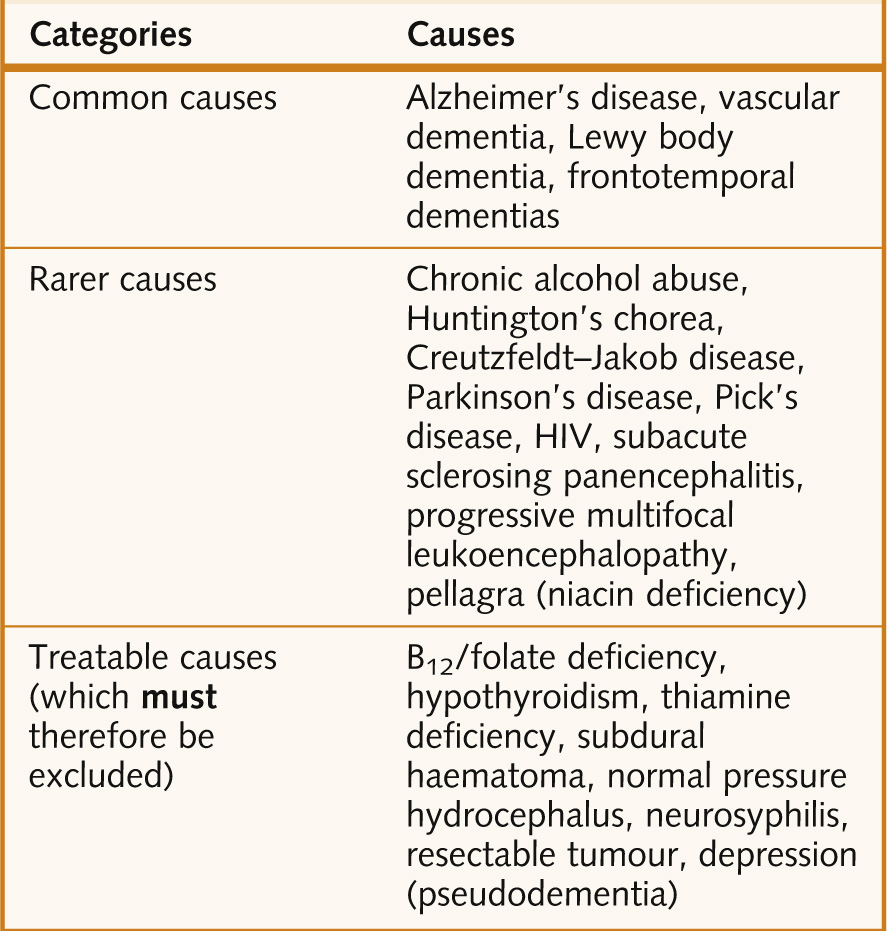 Categories Causes
Common causes Alzheimer's disease, vascular
dementia, Lewy body
dementia, frontotemporal
dementias
Rarer causes Chronic alcohol abuse,
Huntington's chorea,
Creutzfeldt–Jakob disease,
Parkinson's disease, Pick's
disease, HIV, subacute
sclerosing panencephalitis,
progressive multifocal
leukoencephalopathy,
pellagra (niacin deficiency)
Treatable causes B₁₂/folate deficiency,
(which must hypothyroidism, thiamine
therefore be deficiency, subdural
excluded) haematoma, normal pressure
hydrocephalus, neurosyphilis,
resectable tumour, depression
(pseudodementia)